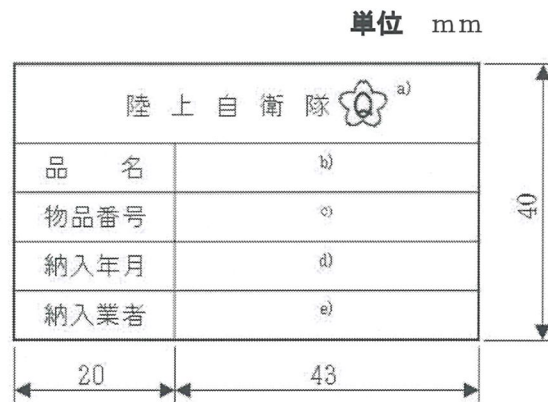 単位 mm
陸上自衛隊 Q a)
品名 b)
物品番号 c)
納入年月 d)
納入業者 e)
40
20 43